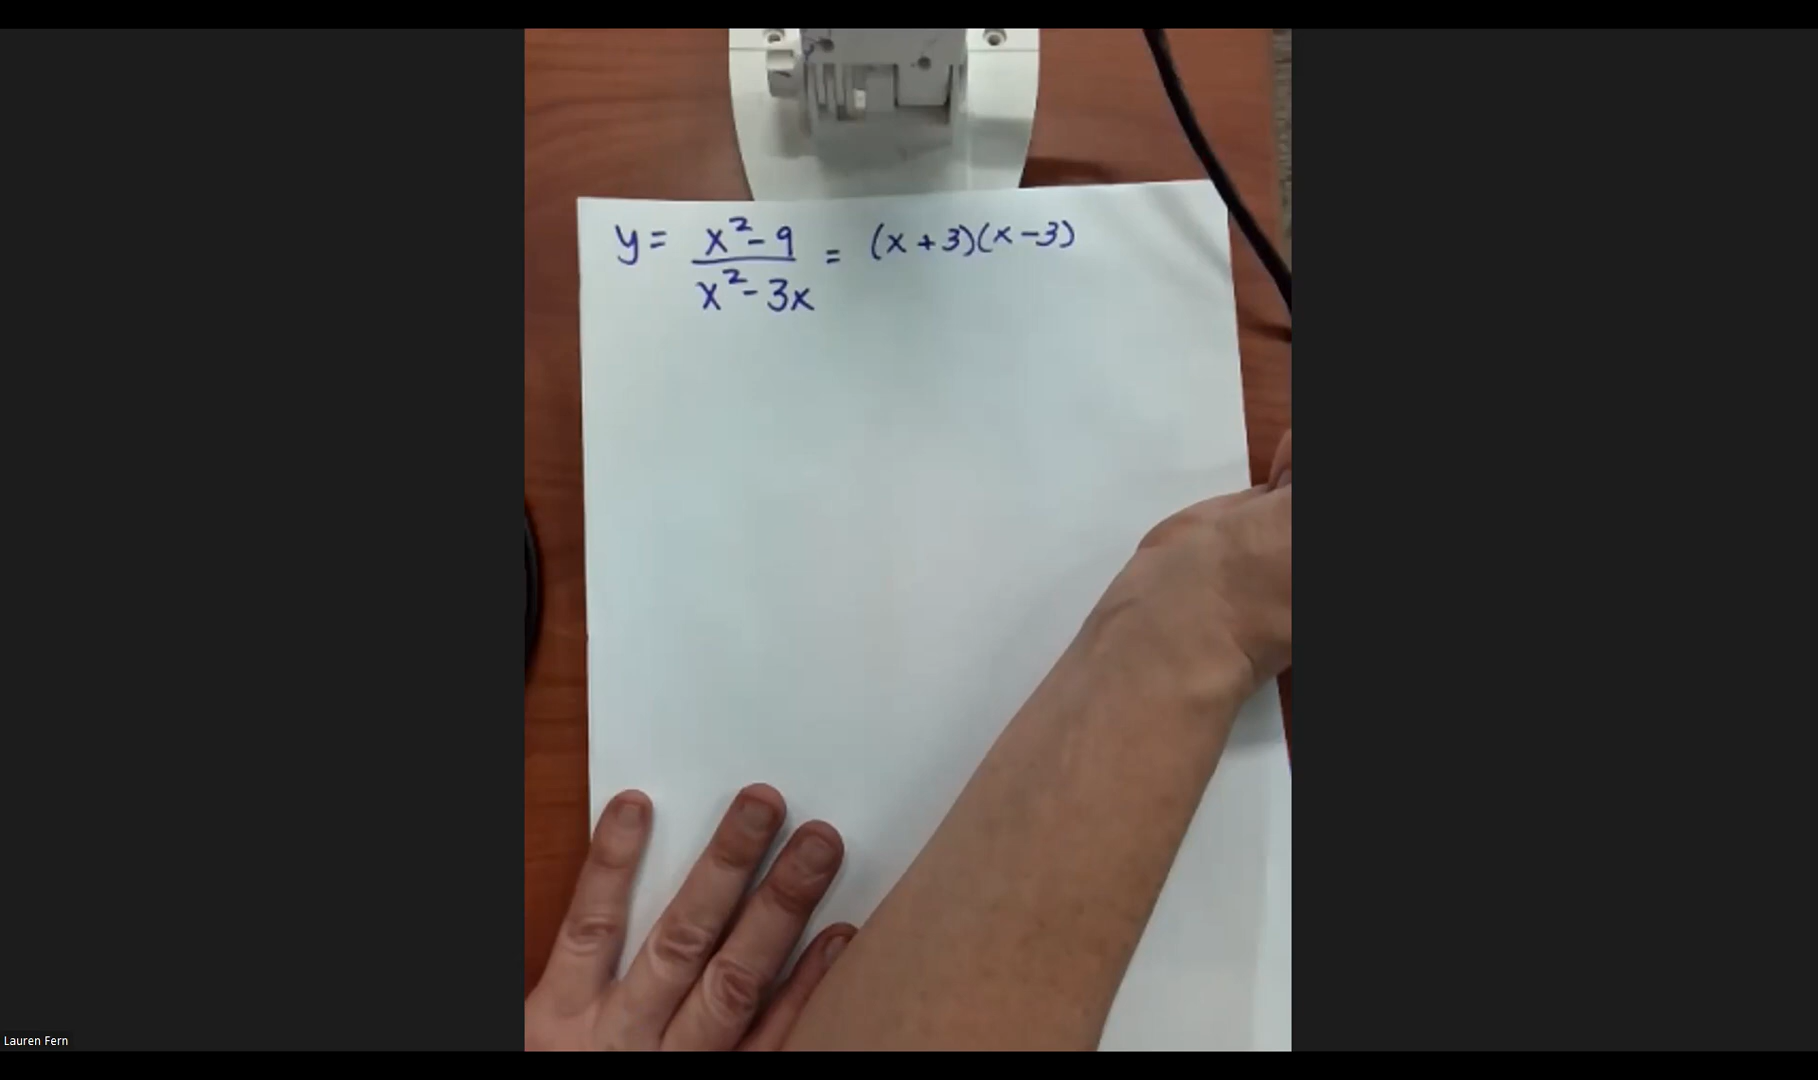 y = x²-9 / x²-3x = (x+3)(x-3)
Lauren Fern